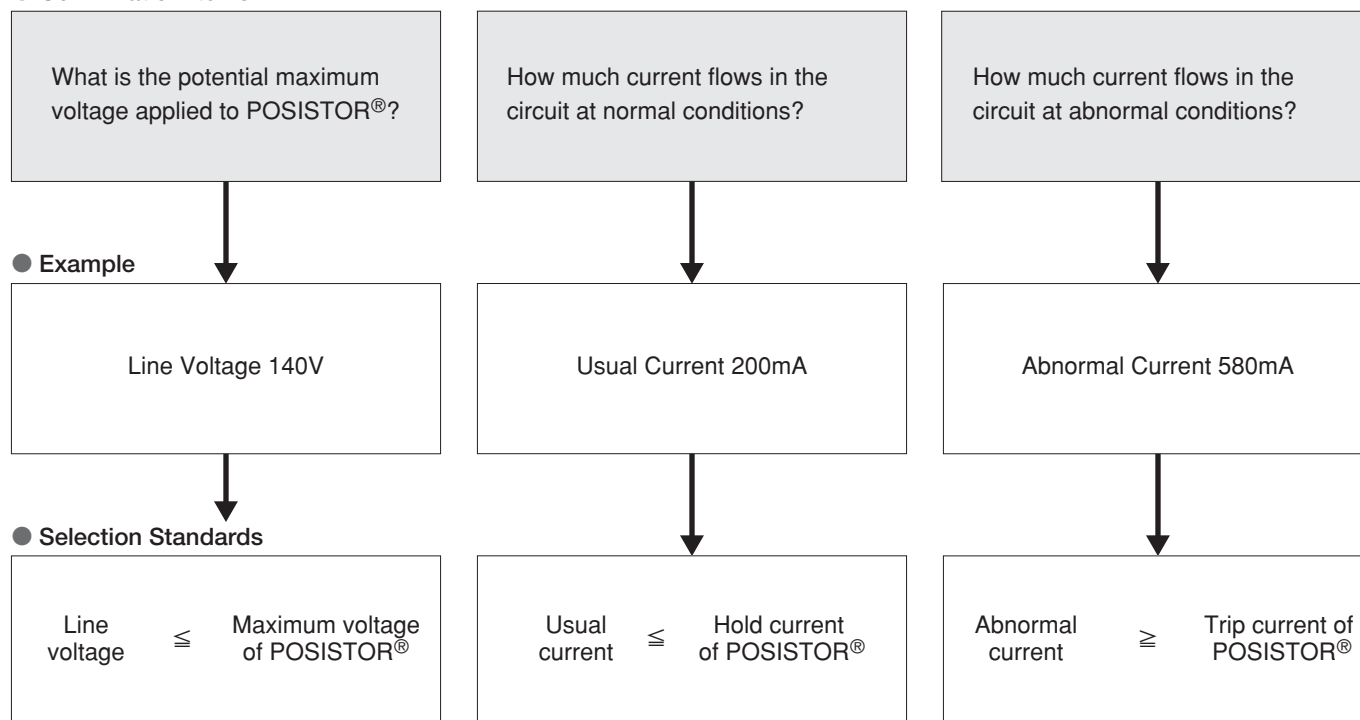 What is the potential maximum
voltage applied to POSISTOR®?
How much current flows in the
circuit at normal conditions?
How much current flows in the
circuit at abnormal conditions?
● Example
Line Voltage 140V
Usual Current 200mA
Abnormal Current 580mA
● Selection Standards
Line
voltage
≦
Maximum voltage
of POSISTOR®
Usual
current
≦
Hold current
of POSISTOR®
Abnormal
current
≧
Trip current of
POSISTOR®